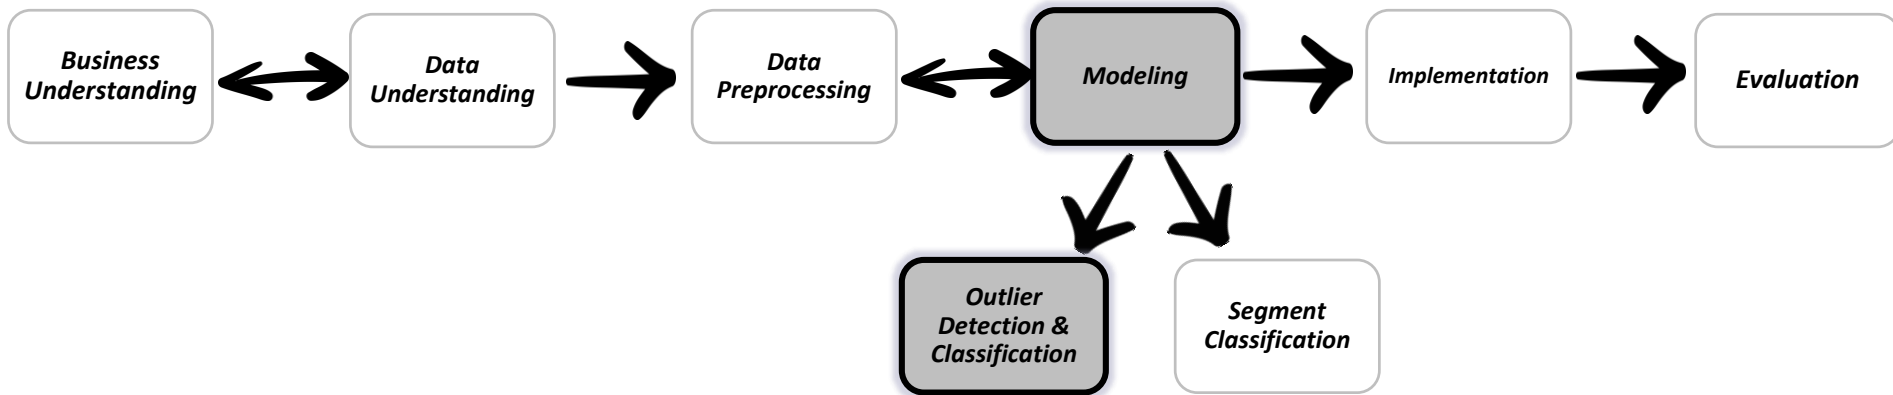 Business
Understanding
Data
Understanding
Data
Preprocessing
Modeling
Implementation
Evaluation
Outlier
Detection &
Classification
Segment
Classification